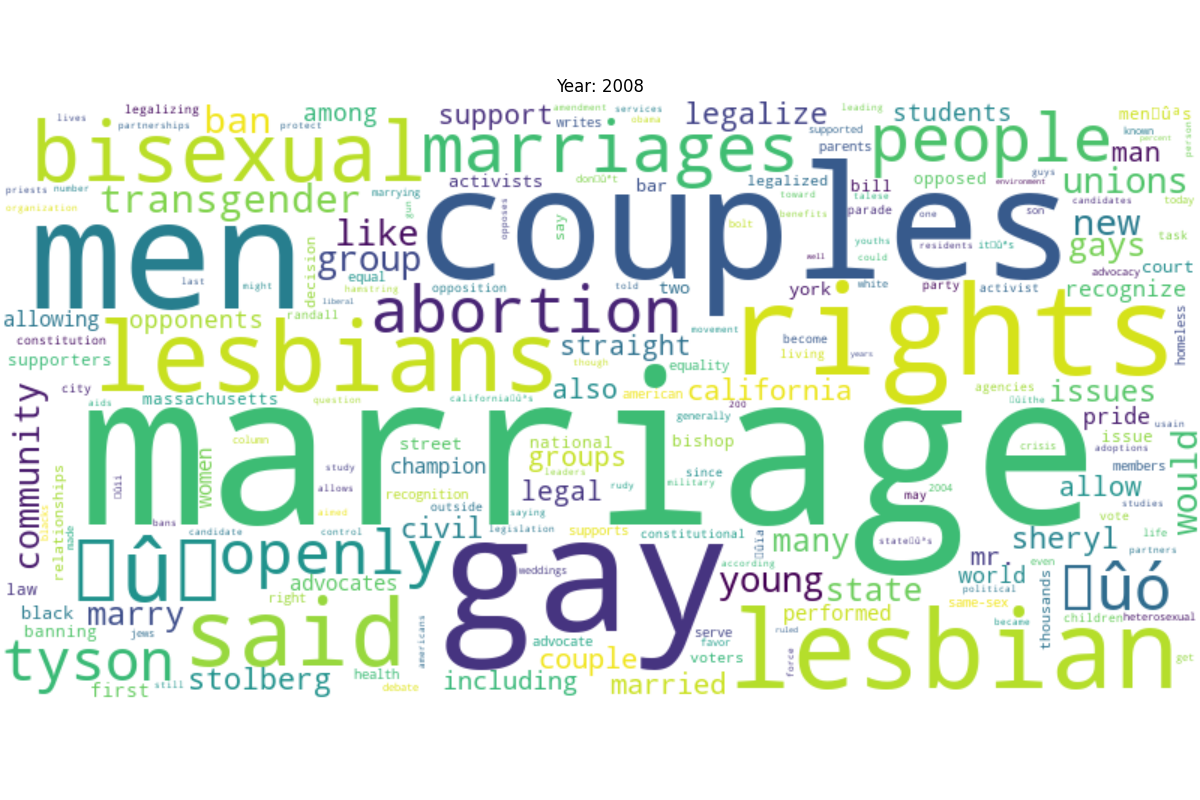 Year: 2008
lives
legalizing
partnerships
protect
ban
among
support
amendment
services
writes
obama
legalize
leading
supported
parents
students
known
percent
person
bisexual
marriages
people
man
priests
number
organization
transgender
marrying
gun
activists
opposes
say
bar
legalized
toward
benefits
bolt
bill
talese
parade
opposed
guys
environment
candidates
unions
today
men
couples
like
group
equal
decision
hamstring
last
might
liberal
randall
opposition
told
two
well
youths
could
white
one
son
residents
new
gays
task
advocacy
court
york
party
activist
recognize
allowing
constitution
supporters
opponents
abortion
straight
movement
become
living
years
rights
homeless
lesbians
though
equality
also
american
california
agencies
issues
community
city
aids
massachusetts
question
200
generally
pride
usain
marriage
column
street
national
groups
leaders
bishop
crisis
issue
adoptions
would
women
study
champion
legal
rudy
since
military
members
allow
studies
relationships
allows
recognition
outside
saying
may
2004
vote
life
blacks
made
aimed
bans
candidate
control
civil
legislation
supports
constitutional
many
sheryl
partners
openly
gay
weddings
according
young
state
mr.
even
world
political
law
black
banning
marry
jews
advocates
right
said
americans
advocate
serve
favor
performed
same-sex
became
thousands
children
heterosexual
tyson
first
still
stolberg
health
debate
including
couple
married
voters
ruled
force
lesbian
get